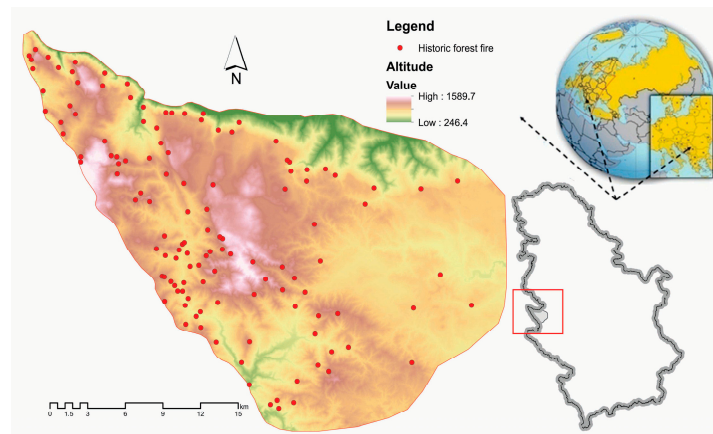 Legend
Historic forest fire
Altitude
Value
High : 1589.7
Low : 246.4
N
0 1.5 3 6 9 12 15 km